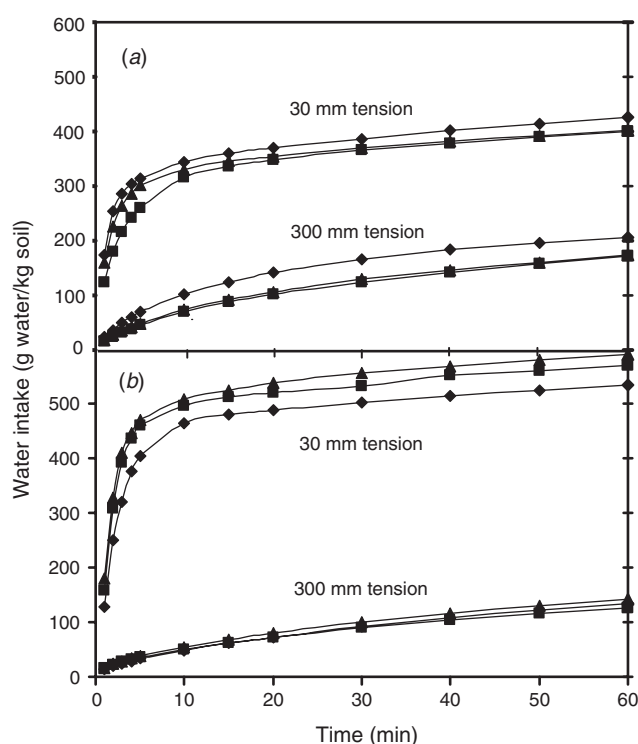 600
(a)
500
30 mm tension
400
300
300 mm tension
200
100
0
(b)
500
30 mm tension
400
300
200
300 mm tension
100
0
0 10 20 30 40 50 60
Time (min)
Water intake (g water/kg soil)